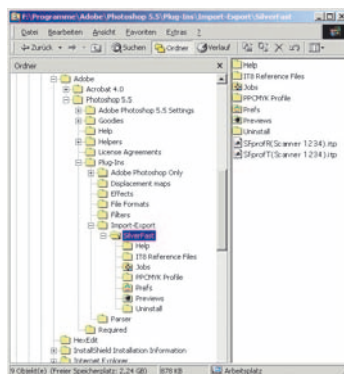 E:\Programme\Adobe\Photoshop 5.5\Plug-Ins\Import-Export\SilverFast
Datei Bearbeiten Ansicht Favoriten Extras ?
Zurück Suchen Ordner Verlauf
Ordner
Adobe
Acrobat 4.0
Photoshop 5.5
Adobe Photoshop 5.5 Settings
Goodies
Help
Helpers
License Agreements
Plug-Ins
Adobe Photoshop Only
Displacement maps
Effects
File Formats
Filters
Import-Export
SilverFast
Help
IT8 Reference Files
Jobs
PPCMYK Profile
Prefs
Previews
Uninstall
Parser
Required
HexEdit
InstallShield Installation Information
Internet Explorer
Help
IT8 Reference Files
Jobs
PPCMYK Profile
Prefs
Previews
Uninstall
SfprofR(Scanner 1234).itp
SfprofT(Scanner 1234).itp
9 Objekt(e) (Freier Speicherplatz: 2,24 GB) 878 KB Arbeitsplatz